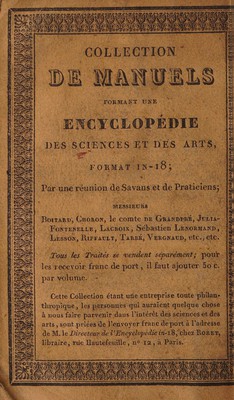 COLLECTION
DE MANUELS
FORMANT UNE
ENCYCLOPÉDIE
DES SCIENCES ET DES ARTS,
FORMAT IN-18;
Par une réunion de Savans et de Praticiens;
MESSIEURS
BOITARD, CHORON, le comte DE GRANDPRÉ, JULIA-
FONTENELLE, LACROIX, Sébastien LENORMAND,
LESSON, RIFFAULT, TARBÉ, VERGNAUD, etc., etc.
Tous les Traités se vendent séparément; pour
les recevoir franc de port, il faut ajouter 50 c.
par volume.
Cette Collection étant une entreprise toute philan-
thropique, les personnes qui auraient quelque chose
à nous faire parvenir dans l'intérêt des sciences et des
arts, sont priées de l'envoyer franc de port à l'adresse
de M. le Directeur de l'Encyclopédie in-18, chez RORET,
libraire, rue Hautefeuille, n° 12, à Paris.